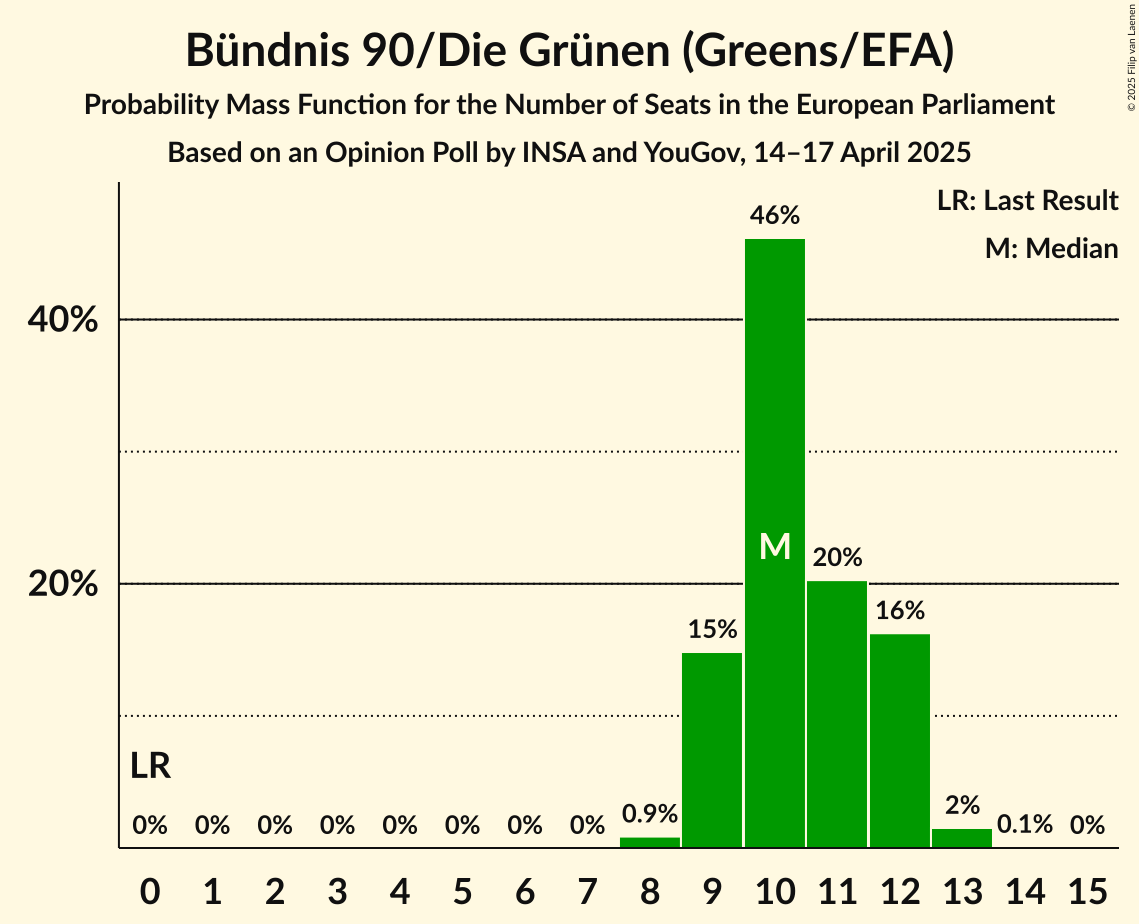 Bündnis 90/Die Grünen (Greens/EFA)
Probability Mass Function for the Number of Seats in the European Parliament
Based on an Opinion Poll by INSA and YouGov, 14–17 April 2025
© 2025 Filip van Laenen
LR: Last Result
M: Median
46%
40%
M
20%
20%
16%
15%
LR
0% 0% 0% 0% 0% 0% 0% 0% 0.9% 2% 0.1% 0%
0 1 2 3 4 5 6 7 8 9 10 11 12 13 14 15